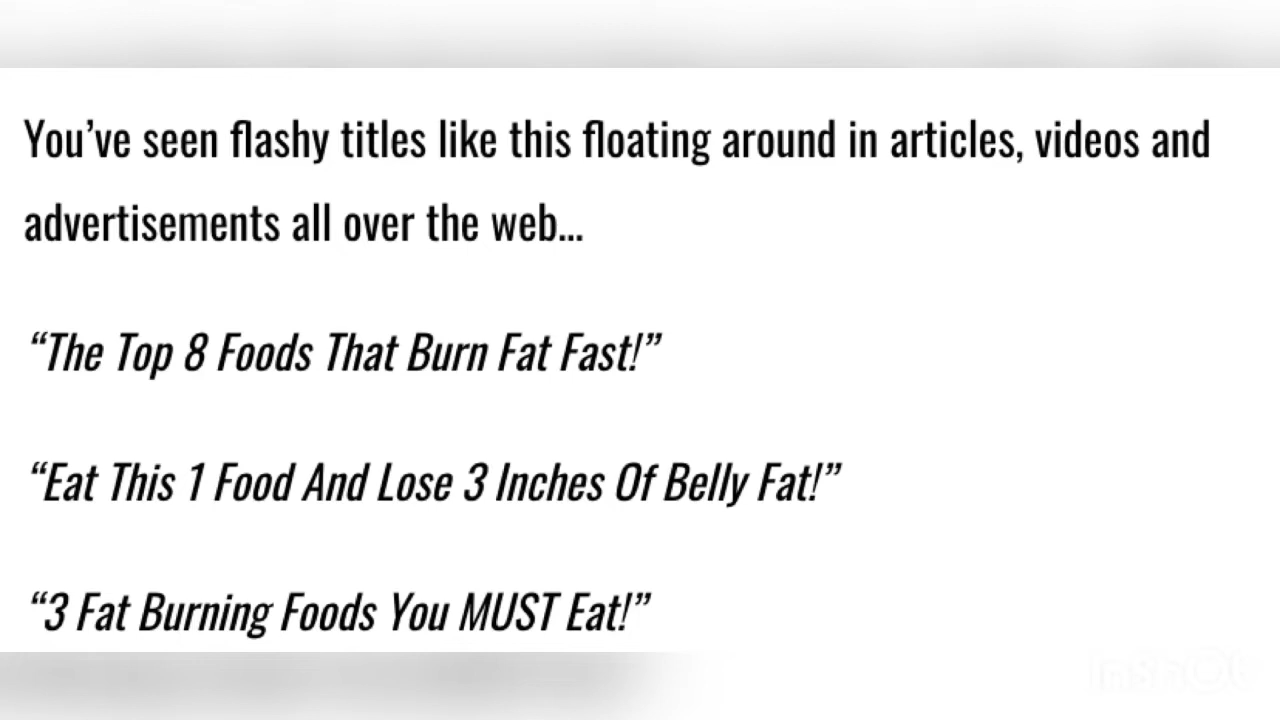 You’ve seen flashy titles like this floating around in articles, videos and
advertisements all over the web...
“The Top 8 Foods That Burn Fat Fast!”
“Eat This 1 Food And Lose 3 Inches Of Belly Fat!”
“3 Fat Burning Foods You MUST Eat!”